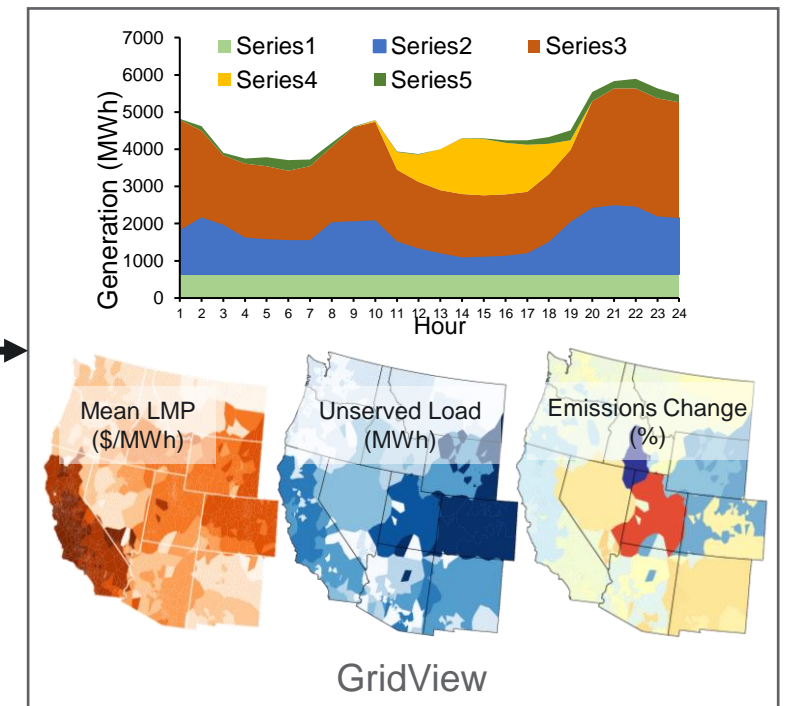 7000
6000
5000
4000
3000
2000
1000
0
Generation (MWh)
Series1 Series2 Series3
Series4 Series5
1 2 3 4 5 6 7 8 9 10 11 12 13 14 15 16 17 18 19 20 21 22 23 24
Hour
Mean LMP
($/MWh)
Unserved Load
(MWh)
Emissions Change
(%)
GridView